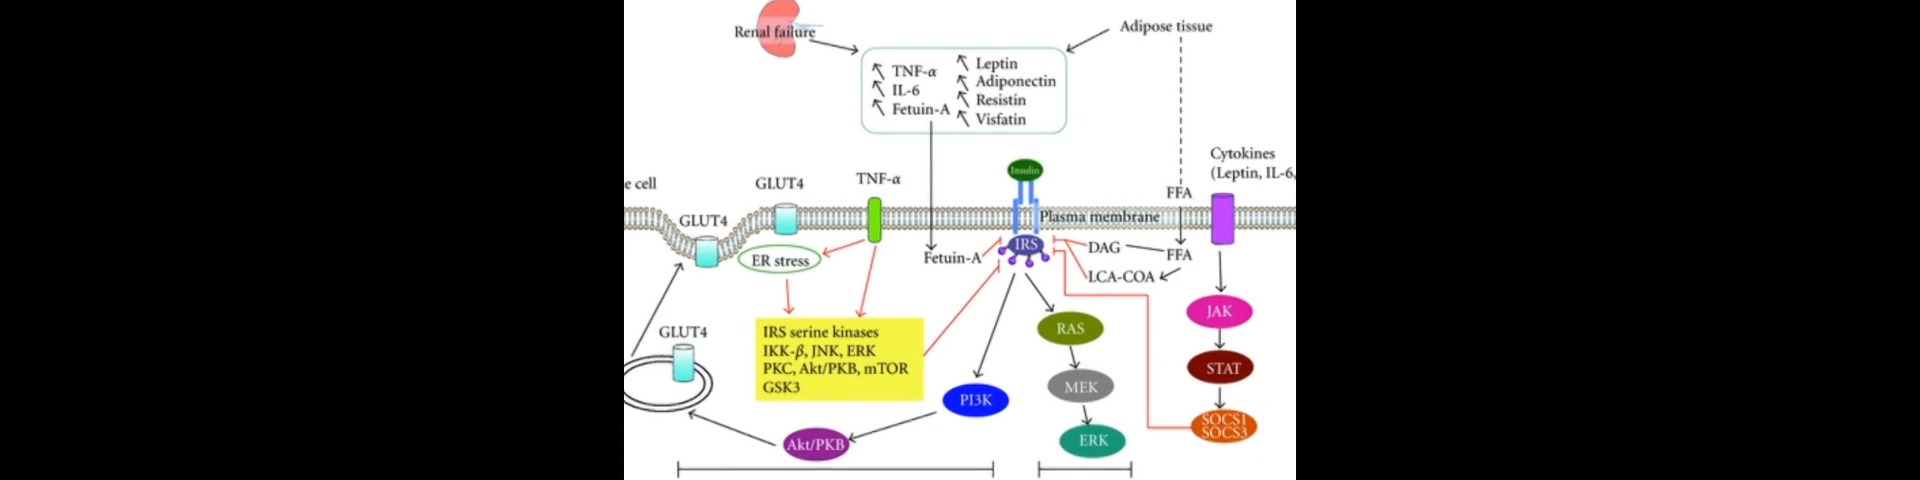 Renal failure
Adipose tissue
TNF-α
IL-6
Fetuin-A
Leptin
Adiponectin
Resistin
Visfatin
Cytokines
(Leptin, IL-6,
e cell
GLUT4
TNF-α
Insulin
FFA
GLUT4
Plasma membrane
ER stress
Fetuin-A
IRS
DAG
FFA
LCA-COA
GLUT4
IRS serine kinases
IKK-β, JNK, ERK
PKC, Akt/PKB, mTOR
GSK3
RAS
MEK
ERK
PI3K
Akt/PKB
JAK
STAT
SOCS1
SOCS3